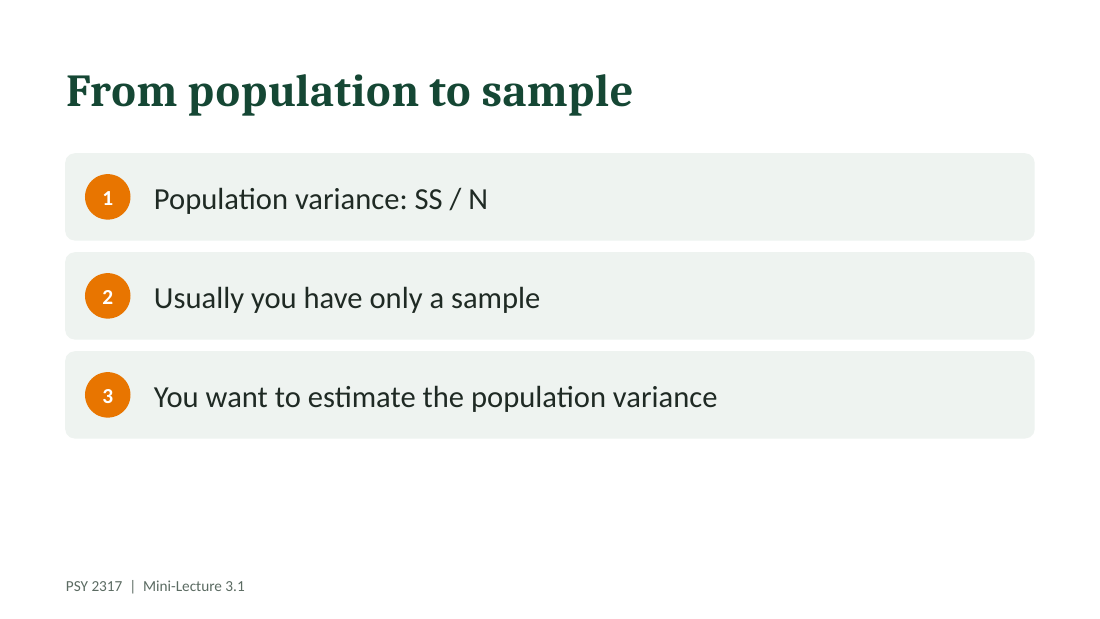 From population to sample
1 Population variance: SS / N
2 Usually you have only a sample
3 You want to estimate the population variance
PSY 2317 | Mini-Lecture 3.1